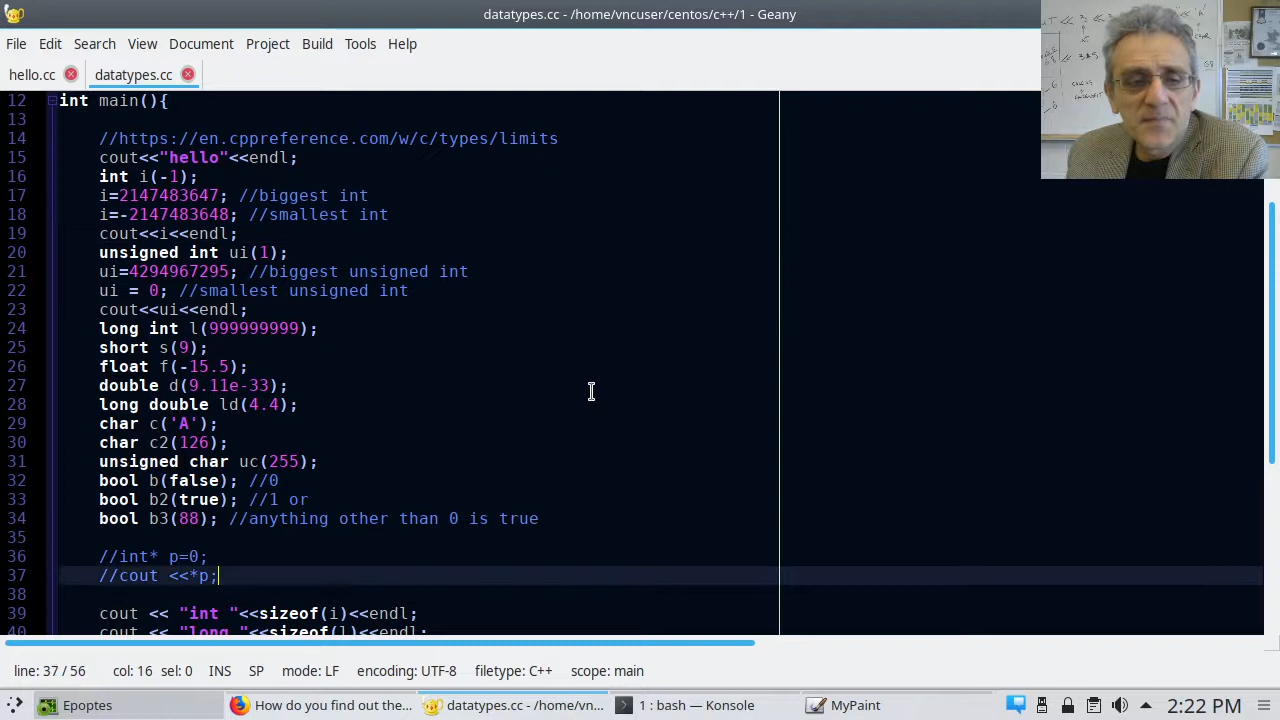 datatypes.cc - /home/vncuser/centos/c++/1 - Geany
File Edit Search View Document Project Build Tools Help
hello.cc datatypes.cc
12 int main(){
13
14 //https://en.cppreference.com/w/c/types/limits
15 cout<<"hello"<<endl;
16 int i(-1);
17 i=2147483647; //biggest int
18 i=-2147483648; //smallest int
19 cout<<i<<endl;
20 unsigned int ui(1);
21 ui=4294967295; //biggest unsigned int
22 ui = 0; //smallest unsigned int
23 cout<<ui<<endl;
24 long int l(999999999);
25 short s(9);
26 float f(-15.5);
27 double d(9.11e-33);
28 long double ld(4.4);
29 char c('A');
30 char c2(126);
31 unsigned char uc(255);
32 bool b(false); //0
33 bool b2(true); //1 or
34 bool b3(88); //anything other than 0 is true
35
36 //int* p=0;
37 //cout <<*p;
38
39 cout << "int "<<sizeof(i)<<endl;
40 cout << "long "<<sizeof(l)<<endl;
line: 37 / 56 col: 16 sel: 0 INS SP mode: LF encoding: UTF-8 filetype: C++ scope: main
Epoptes How do you find out the... datatypes.cc - /home/vn... 1 : bash — Konsole MyPaint 2:22 PM